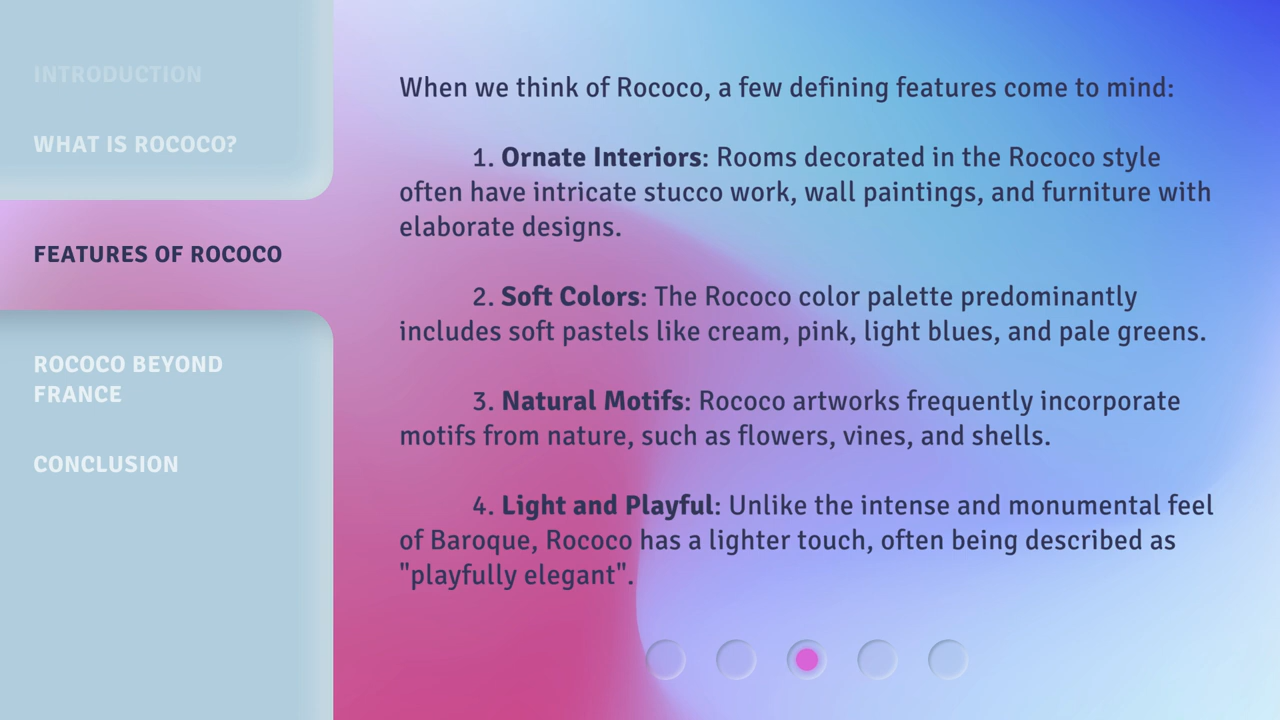 INTRODUCTION
WHAT IS ROCOCO?
FEATURES OF ROCOCO
ROCOCO BEYOND
FRANCE
CONCLUSION
When we think of Rococo, a few defining features come to mind:
1. Ornate Interiors: Rooms decorated in the Rococo style
often have intricate stucco work, wall paintings, and furniture with
elaborate designs.
2. Soft Colors: The Rococo color palette predominantly
includes soft pastels like cream, pink, light blues, and pale greens.
3. Natural Motifs: Rococo artworks frequently incorporate
motifs from nature, such as flowers, vines, and shells.
4. Light and Playful: Unlike the intense and monumental feel
of Baroque, Rococo has a lighter touch, often being described as
"playfully elegant".